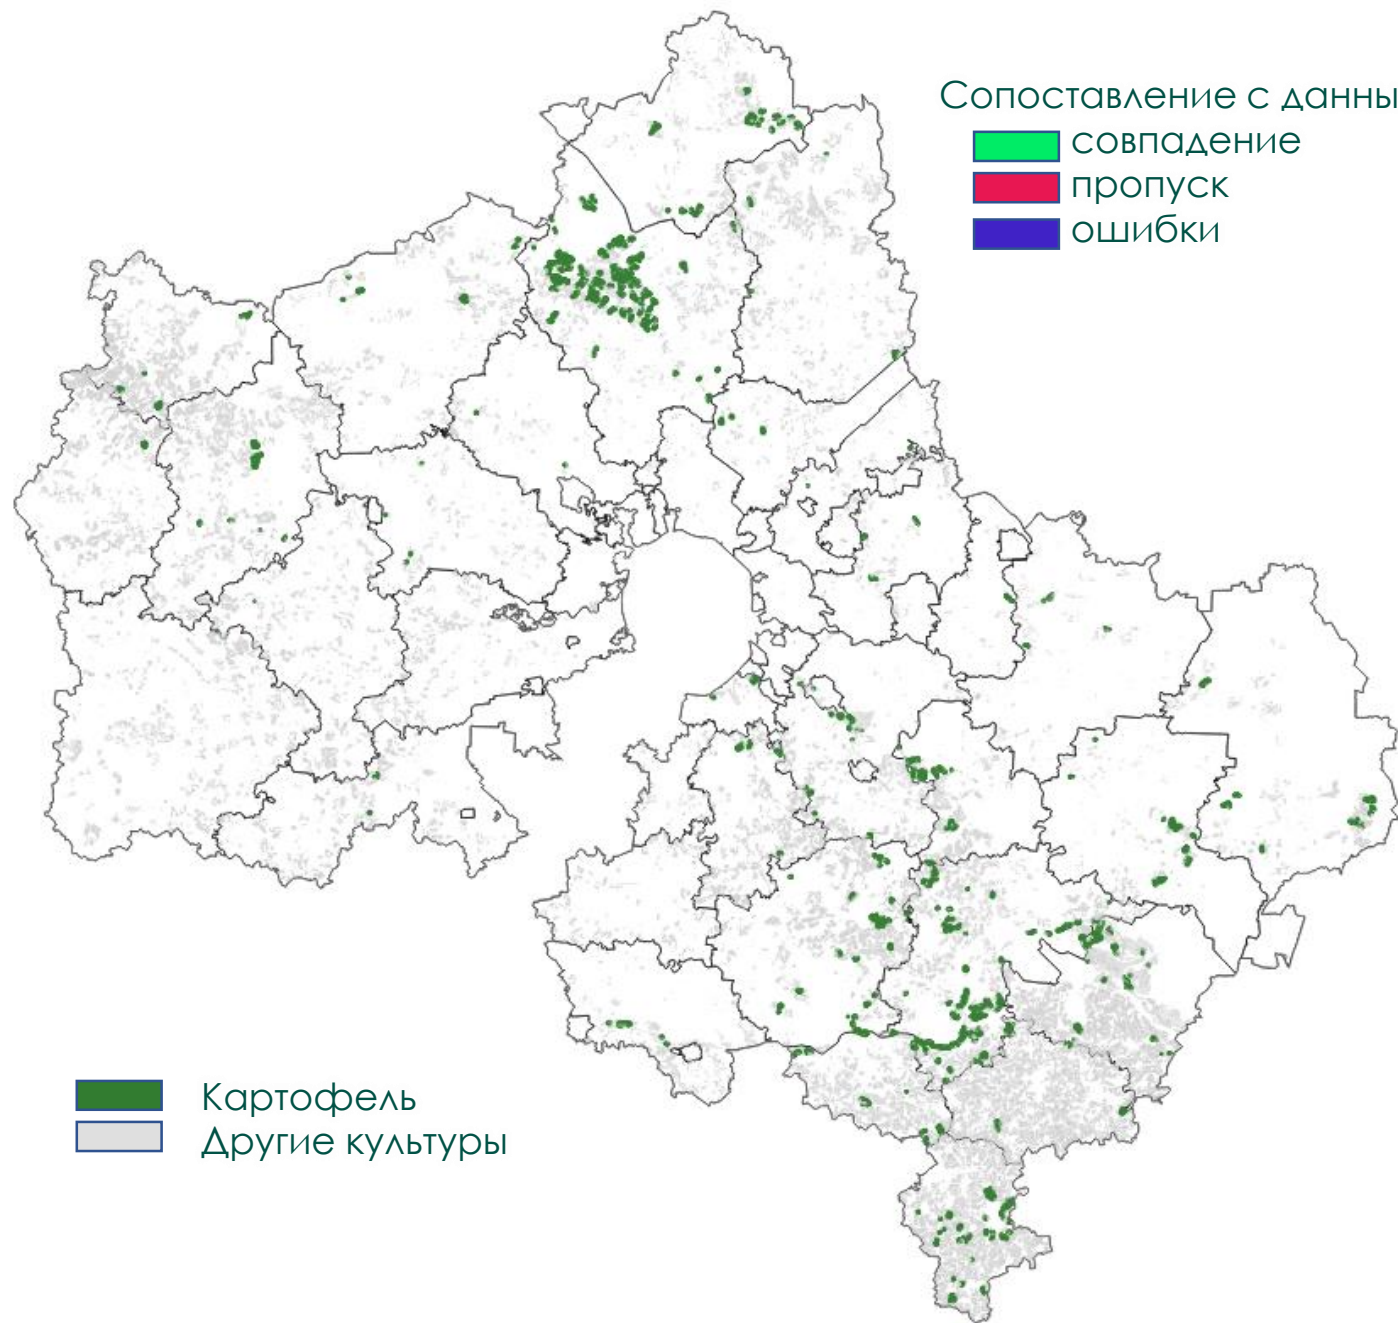 Сопоставление с данны
совпадение
пропуск
ошибки
Картофель
Другие культуры